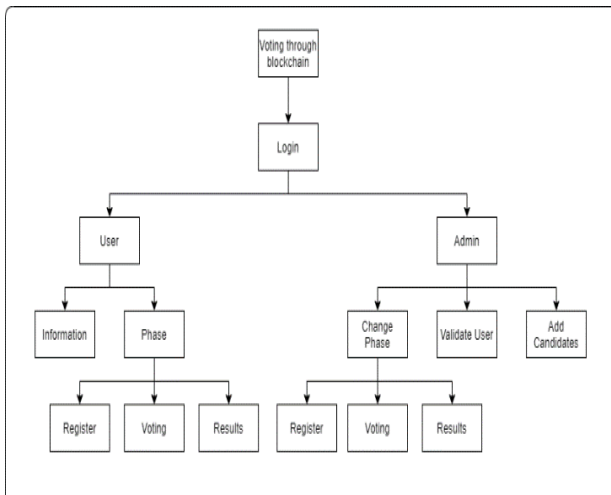 Voting through
blockchain
Login
User
Admin
Information
Phase
Change
Phase
Validate User
Add
Candidates
Register
Voting
Results
Register
Voting
Results